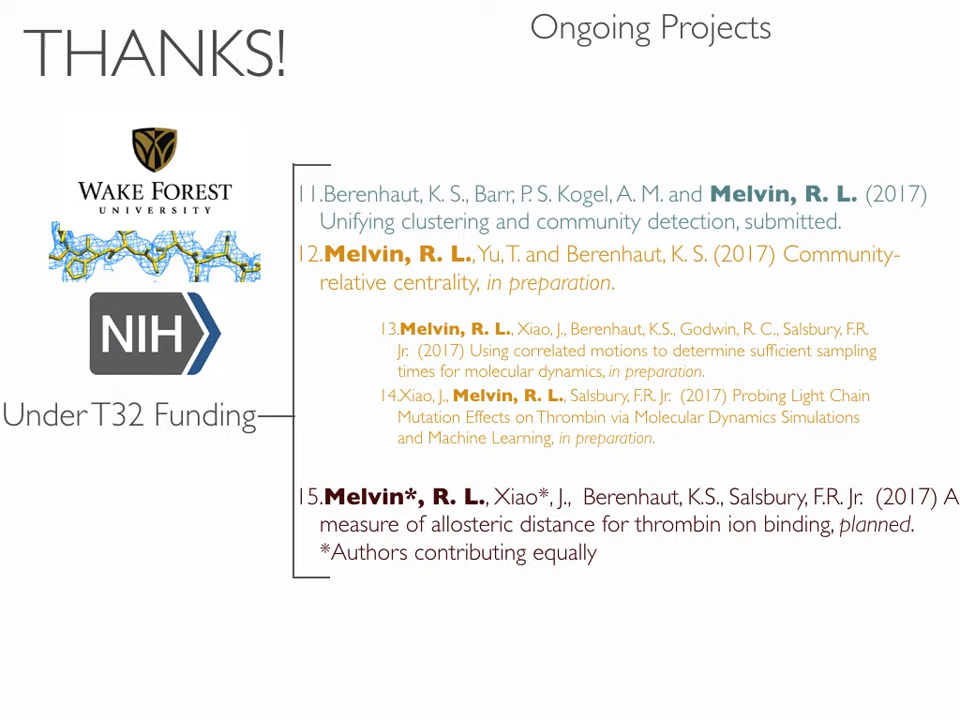 THANKS!
Ongoing Projects
WAKE FOREST
UNIVERSITY
NIH
Under T32 Funding
11.Berenhaut, K. S., Barr, P. S. Kogel, A. M. and Melvin, R. L. (2017)
Unifying clustering and community detection, submitted.
12.Melvin, R. L., Yu, T. and Berenhaut, K. S. (2017) Community-
relative centrality, in preparation.
13.Melvin, R. L., Xiao, J., Berenhaut, K.S., Godwin, R. C., Salsbury, F.R.
Jr. (2017) Using correlated motions to determine sufficient sampling
times for molecular dynamics, in preparation.
14.Xiao, J., Melvin, R. L., Salsbury, F.R. Jr. (2017) Probing Light Chain
Mutation Effects on Thrombin via Molecular Dynamics Simulations
and Machine Learning, in preparation.
15.Melvin*, R. L., Xiao*, J., Berenhaut, K.S., Salsbury, F.R. Jr. (2017) A
measure of allosteric distance for thrombin ion binding, planned.
*Authors contributing equally